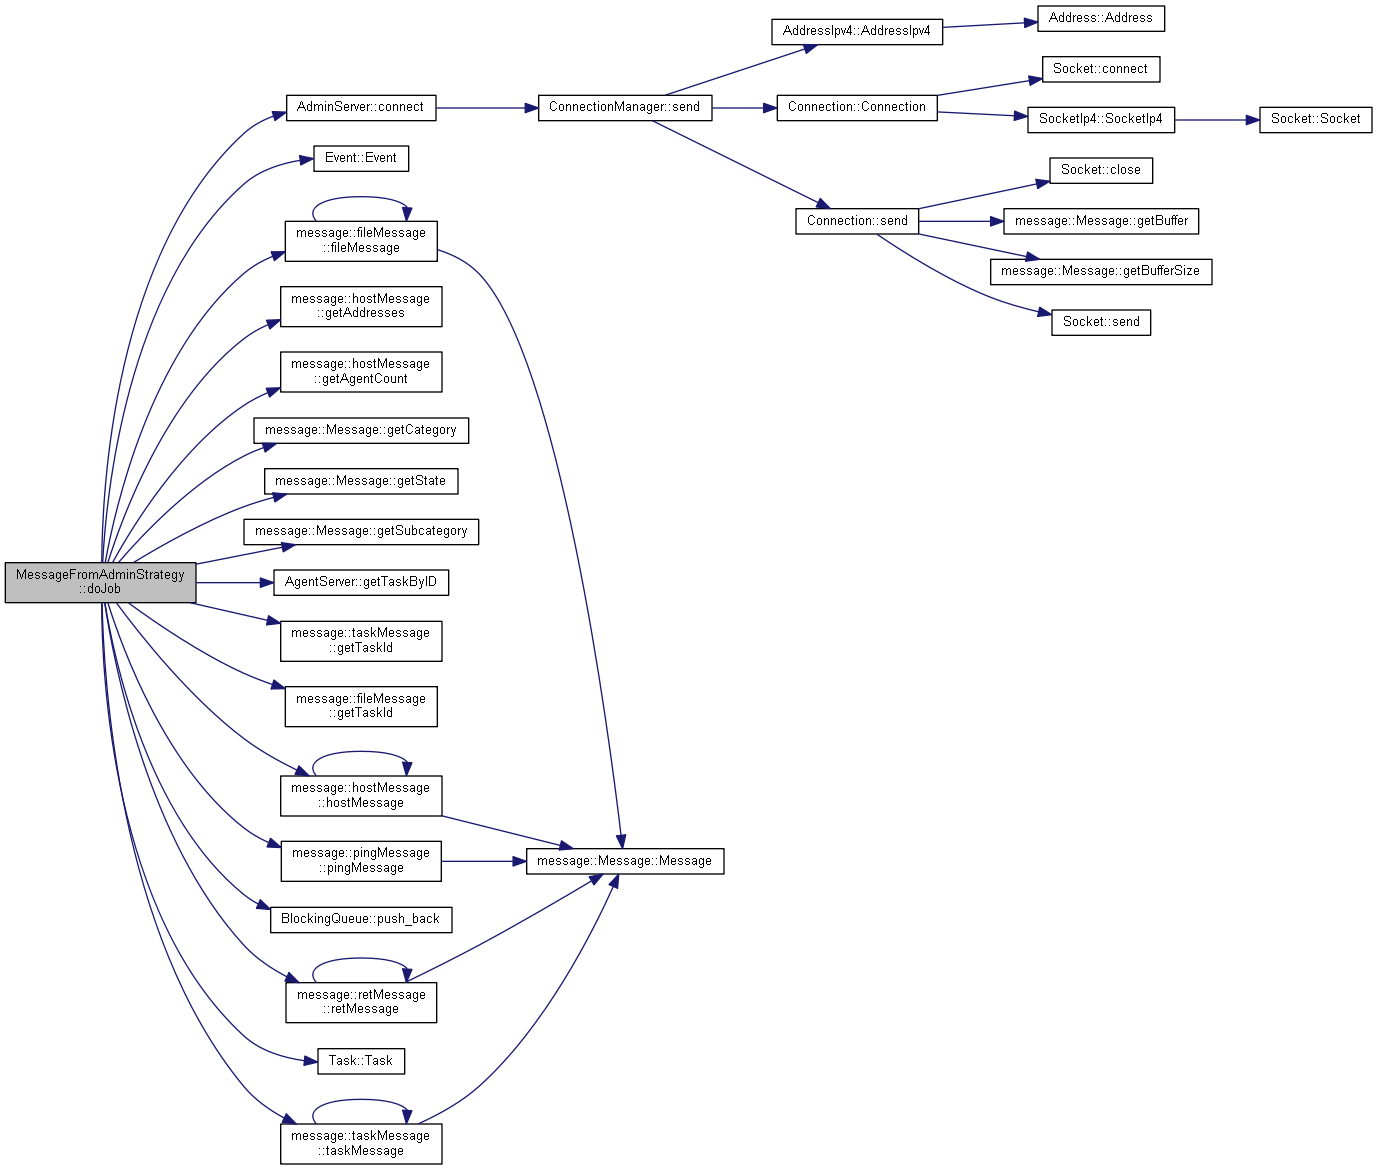 Address::Address
AddressIpv4::AddressIpv4
Socket::connect
AdminServer::connect
ConnectionManager::send
Connection::Connection
SocketIp4::SocketIp4
Socket::Socket
Event::Event
Socket::close
message::fileMessage
::fileMessage
Connection::send
message::Message::getBuffer
message::Message::getBufferSize
message::hostMessage
::getAddresses
Socket::send
message::hostMessage
::getAgentCount
message::Message::getCategory
message::Message::getState
message::Message::getSubcategory
MessageFromAdminStrategy
::doJob
AgentServer::getTaskByID
message::taskMessage
::getTaskId
message::fileMessage
::getTaskId
message::hostMessage
::hostMessage
message::pingMessage
::pingMessage
message::Message::Message
BlockingQueue::push_back
message::retMessage
::retMessage
Task::Task
message::taskMessage
::taskMessage